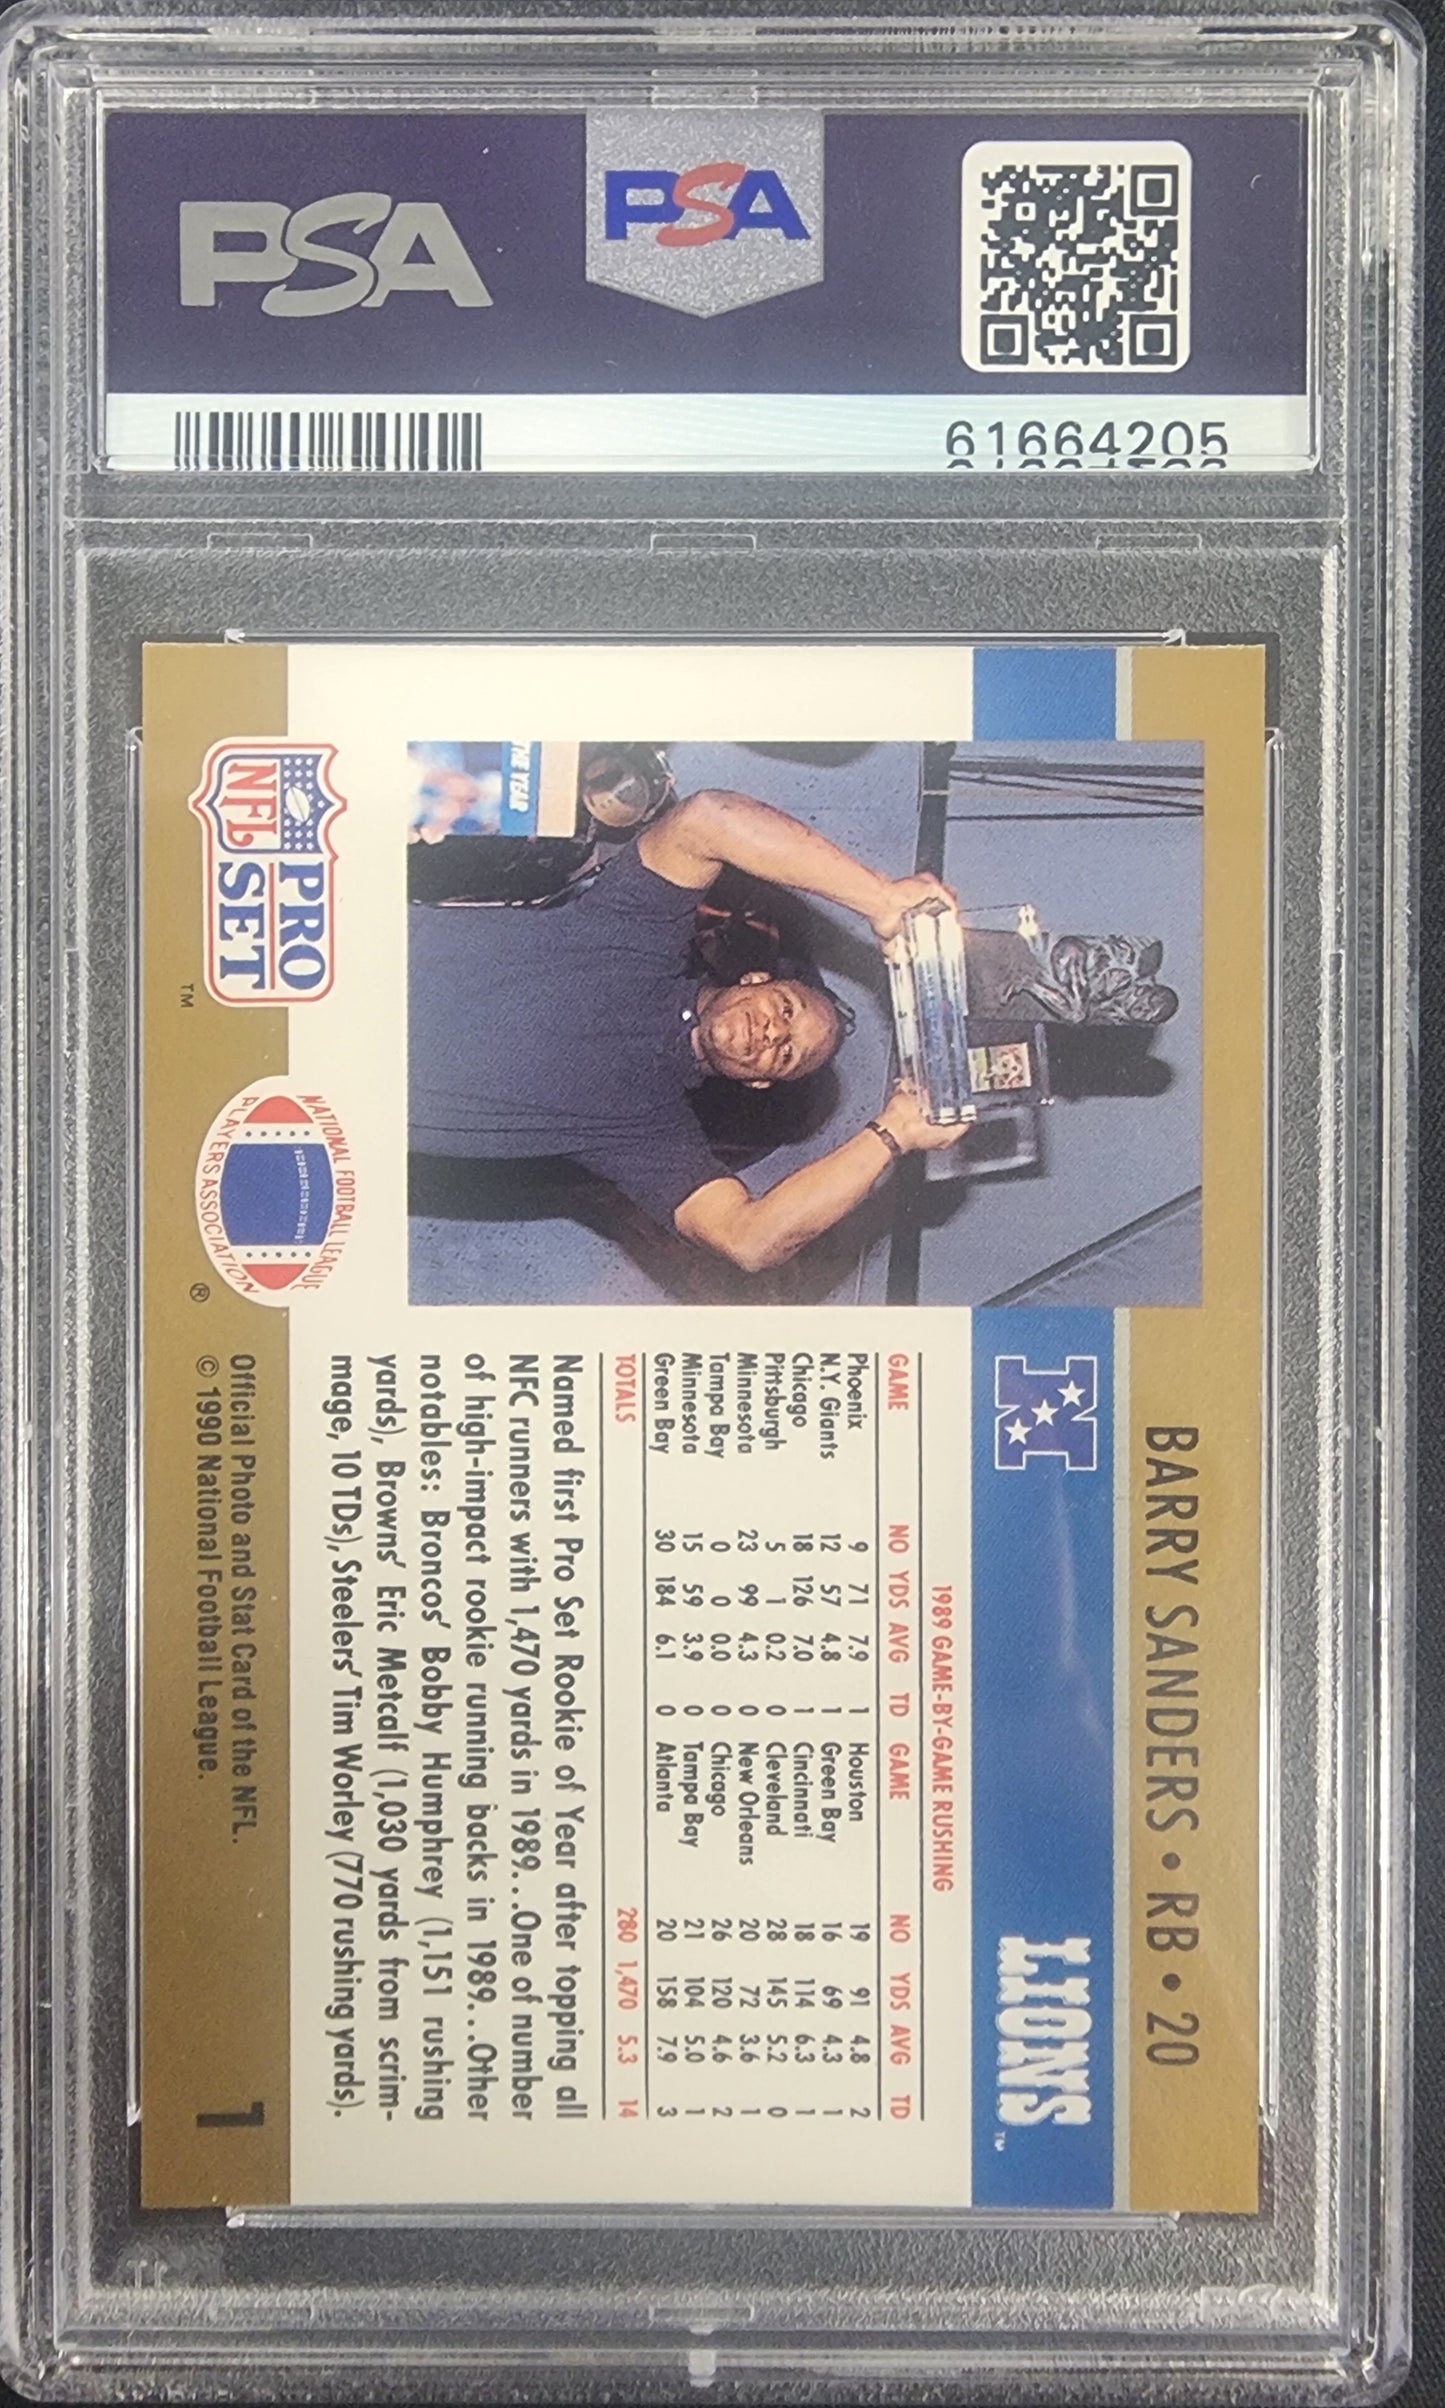 PSA
PSA
61664205
BARRY SANDERS • RB • 20
N
LIONS™
THE YEAR
1989 GAME-BY-GAME RUSHING
GAME NO YDS AVG TD GAME NO YDS AVG TD
Phoenix 9 71 7.9 1 Houston 19 91 4.8 2
N.Y. Giants 12 57 4.8 1 Green Bay 16 69 4.3 1
Chicago 18 126 7.0 1 Cincinnati 18 114 6.3 1
Pittsburgh 5 1 0.2 0 Cleveland 28 145 5.2 0
Minnesota 23 99 4.3 0 New Orleans 20 72 3.6 1
Tampa Bay 0 0 0.0 0 Chicago 26 120 4.6 2
Minnesota 15 59 3.9 0 Tampa Bay 21 104 5.0 1
Green Bay 30 184 6.1 0 Atlanta 20 158 7.9 3
TOTALS 280 1,470 5.3 14
Named first Pro Set Rookie of Year after topping all
NFC runners with 1,470 yards in 1989. . .One of number
of high-impact rookie running backs in 1989. . .Other
notables: Broncos' Bobby Humphrey (1,151 rushing
yards), Browns' Eric Metcalf (1,030 yards from scrim-
mage, 10 TDs), Steelers' Tim Worley (770 rushing yards).
PRO
NFL SET
™
NATIONAL FOOTBALL LEAGUE
PLAYERS ASSOCIATION
®
Official Photo and Stat Card of the NFL.
© 1990 National Football League.
1